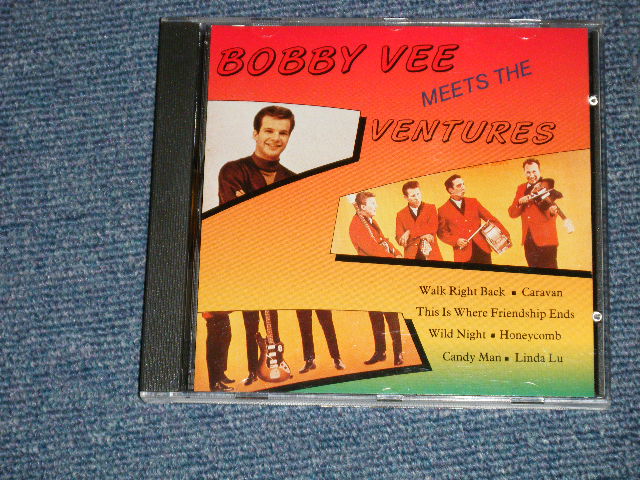 BOBBY VEE
MEETS THE
VENTURES
Walk Right Back ▪ Caravan
This Is Where Friendship Ends
Wild Night ▪ Honeycomb
Candy Man ▪ Linda Lu